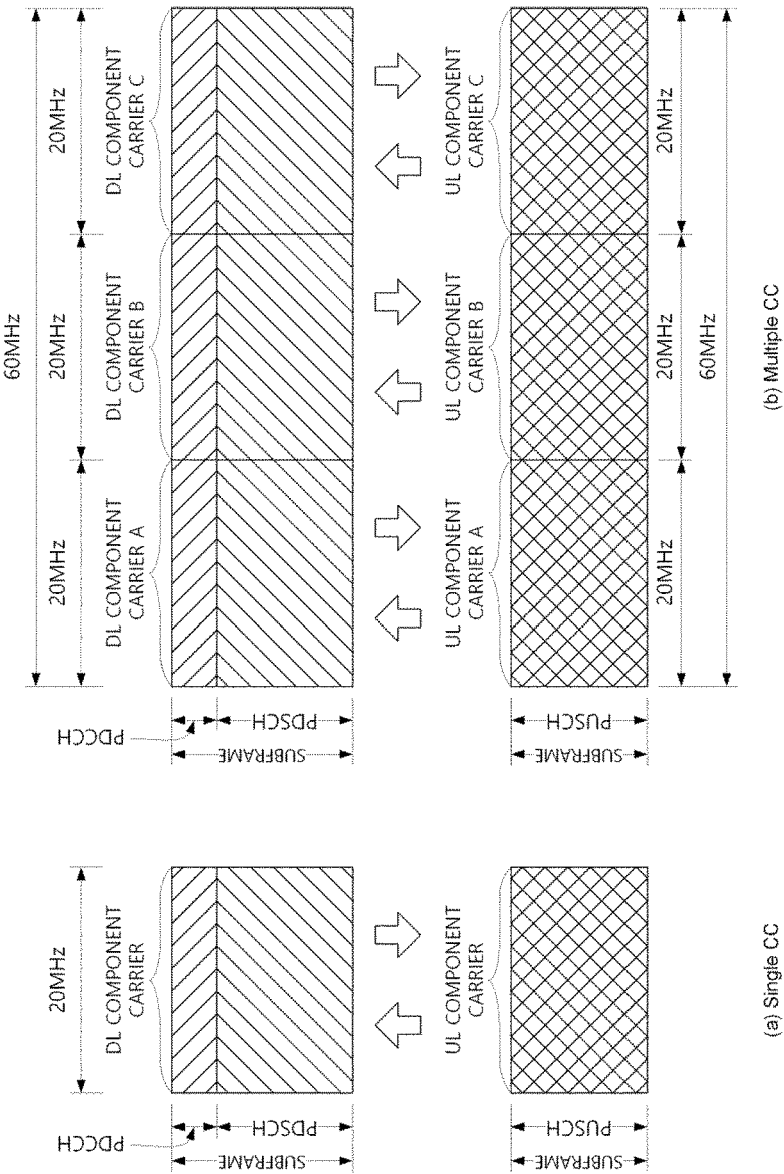 20MHz
DL COMPONENT
CARRIER
PDCCH
PDSCH
SUBFRAME
UL COMPONENT
CARRIER
PUSCH
SUBFRAME
(a) Single CC
60MHz
20MHz
20MHz
20MHz
DL COMPONENT
CARRIER A
DL COMPONENT
CARRIER B
DL COMPONENT
CARRIER C
PDCCH
PDSCH
SUBFRAME
UL COMPONENT
CARRIER A
UL COMPONENT
CARRIER B
UL COMPONENT
CARRIER C
PUSCH
SUBFRAME
20MHz
20MHz
20MHz
60MHz
(b) Multiple CC